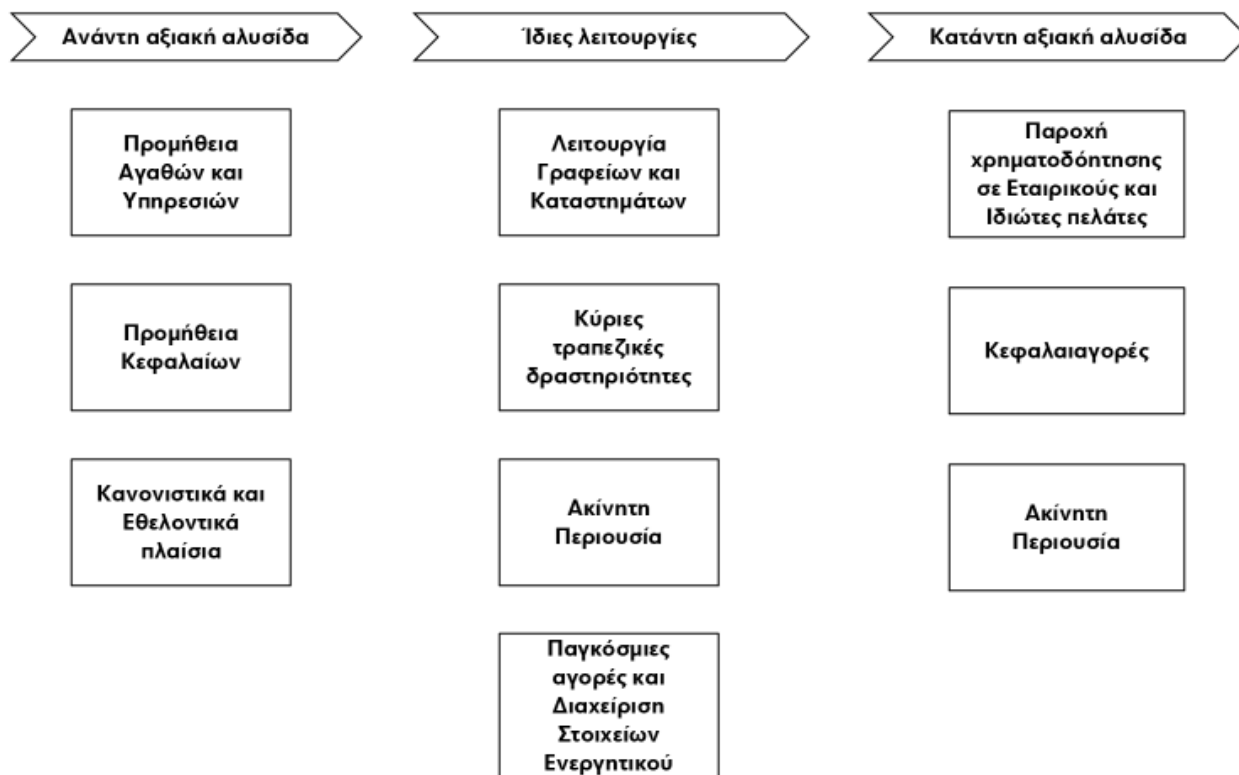 Ανάντη αξιακή αλυσίδα
Ίδιες λειτουργίες
Κατάντη αξιακή αλυσίδα
Προμήθεια
Αγαθών και
Υπηρεσιών
Λειτουργία
Γραφείων και
Καταστημάτων
Παροχή
χρηματοδόητησης
σε Εταιρικούς και
Ιδιώτες πελάτες
Προμήθεια
Κεφαλαίων
Κύριες
τραπεζικές
δραστηριότητες
Κεφαλαιαγορές
Κανονιστικά και
Εθελοντικά
πλαίσια
Ακίνητη
Περιουσία
Ακίνητη
Περιουσία
Παγκόσμιες
αγορές και
Διαχείριση
Στοιχείων
Ενεργητικού